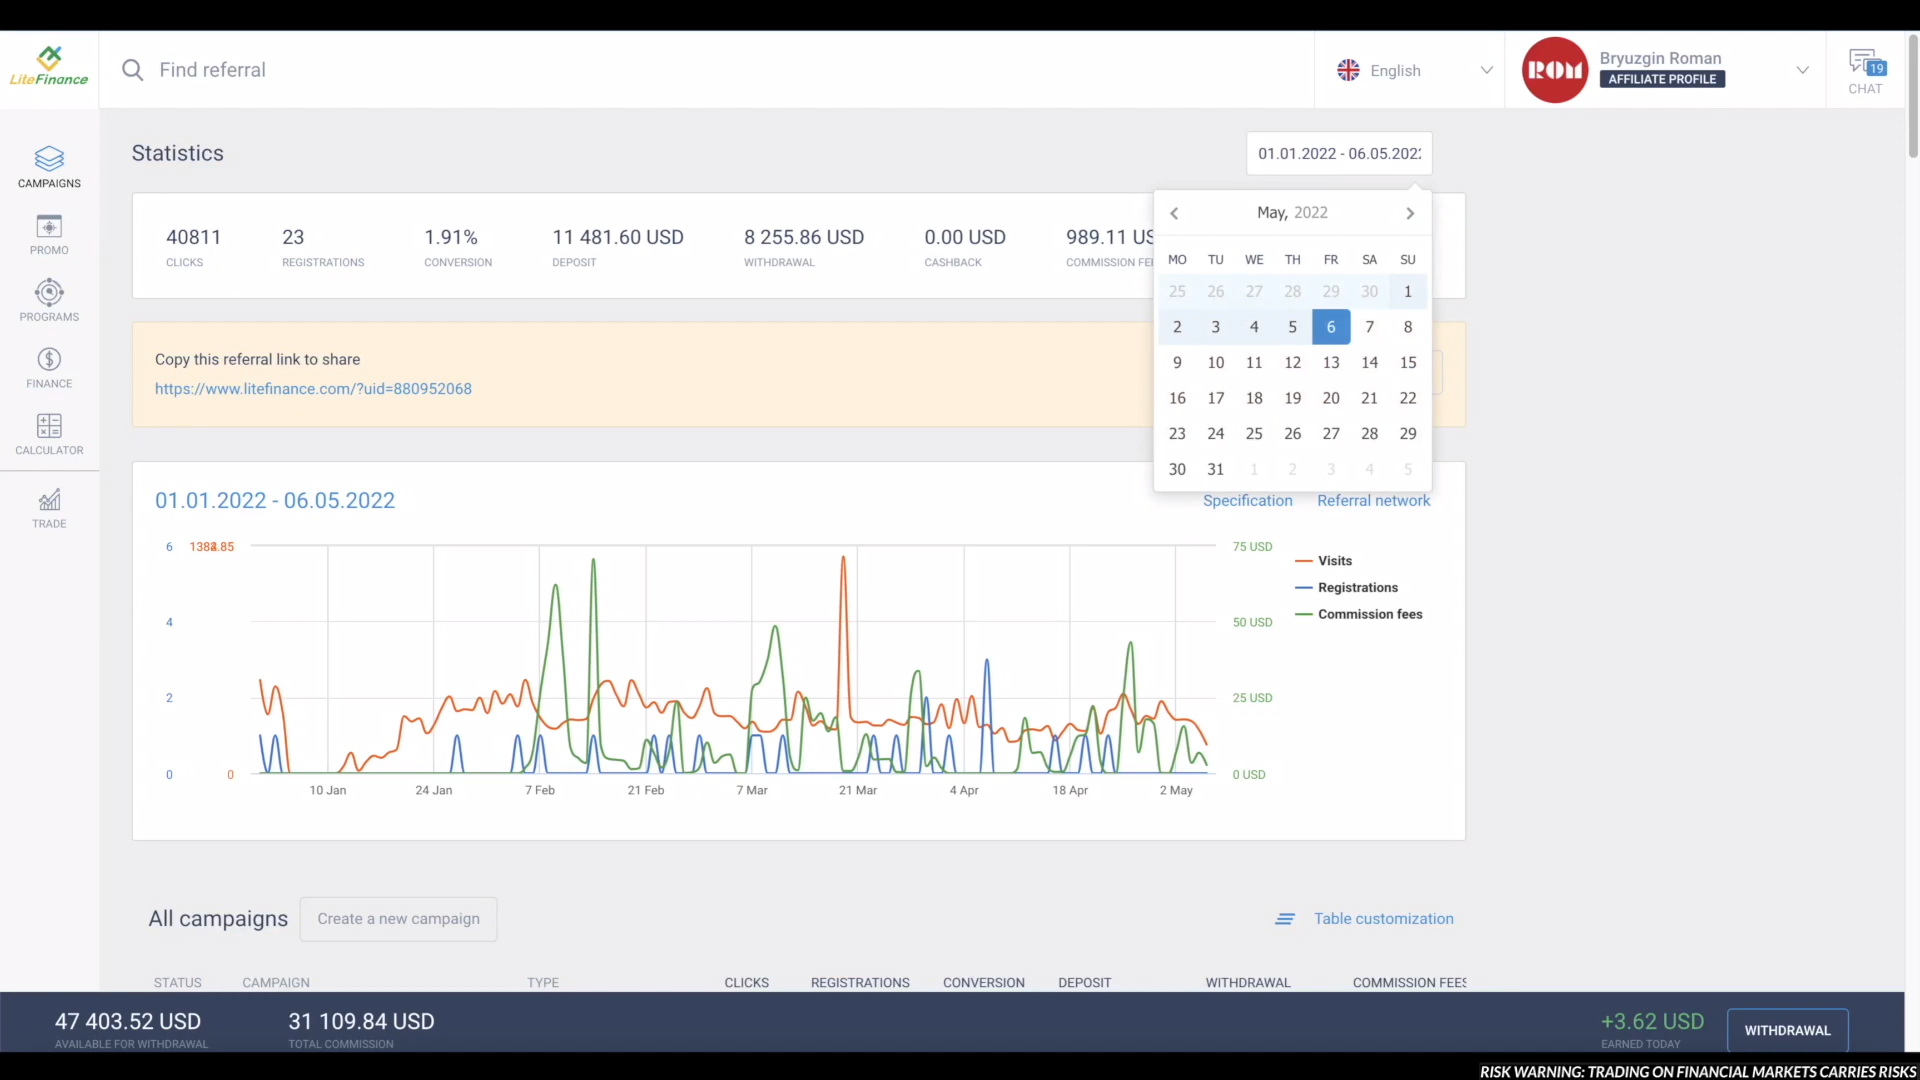 LiteFinance
Find referral
English
ROM
Bryuzgin Roman
AFFILIATE PROFILE
19
CHAT
CAMPAIGNS
PROMO
PROGRAMS
FINANCE
CALCULATOR
TRADE
Statistics
01.01.2022 - 06.05.202
40811
CLICKS
23
REGISTRATIONS
1.91%
CONVERSION
11 481.60 USD
DEPOSIT
8 255.86 USD
WITHDRAWAL
0.00 USD
CASHBACK
989.11 US
COMMISSION FE
May, 2022
MO TU WE TH FR SA SU
25 26 27 28 29 30 1
2 3 4 5 6 7 8
9 10 11 12 13 14 15
16 17 18 19 20 21 22
23 24 25 26 27 28 29
30 31 1 2 3 4 5
Copy this referral link to share
https://www.litefinance.com/?uid=880952068
01.01.2022 - 06.05.2022
Specification Referral network
6
4
2
0
0
75 USD
50 USD
25 USD
0 USD
Visits
Registrations
Commission fees
10 Jan 24 Jan 7 Feb 21 Feb 7 Mar 21 Mar 4 Apr 18 Apr 2 May
All campaigns
Create a new campaign
Table customization
STATUS CAMPAIGN TYPE CLICKS REGISTRATIONS CONVERSION DEPOSIT WITHDRAWAL COMMISSION FEES
47 403.52 USD
AVAILABLE FOR WITHDRAWAL
31 109.84 USD
TOTAL COMMISSION
+3.62 USD
EARNED TODAY
WITHDRAWAL
RISK WARNING: TRADING ON FINANCIAL MARKETS CARRIES RISKS